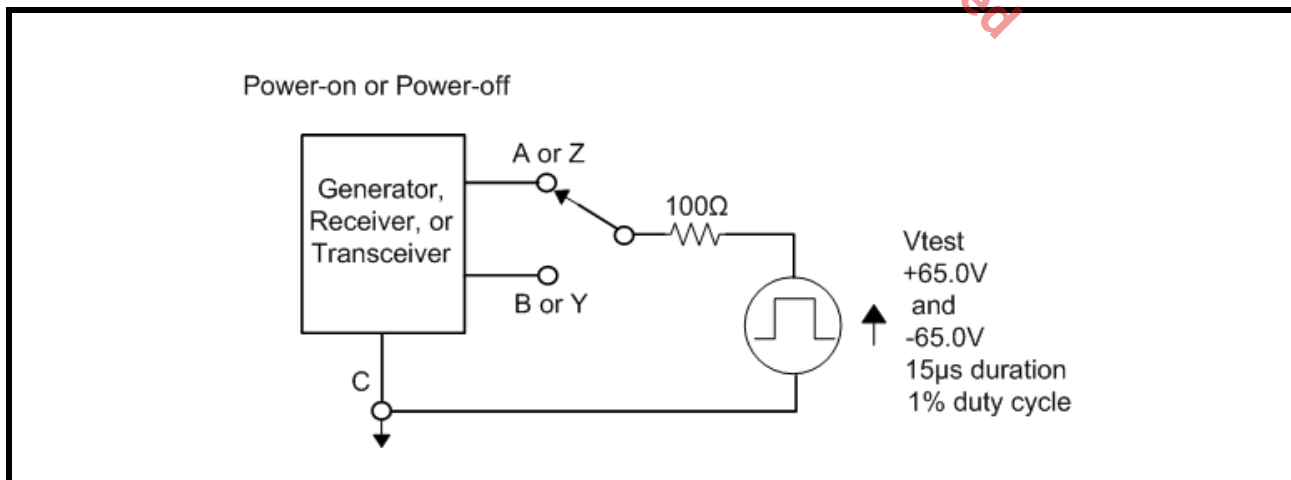 ed
Power-on or Power-off
A or Z
Generator,
Receiver, or
Transceiver
100Ω
B or Y
Vtest
+65.0V
and
-65.0V
15µs duration
1% duty cycle
C